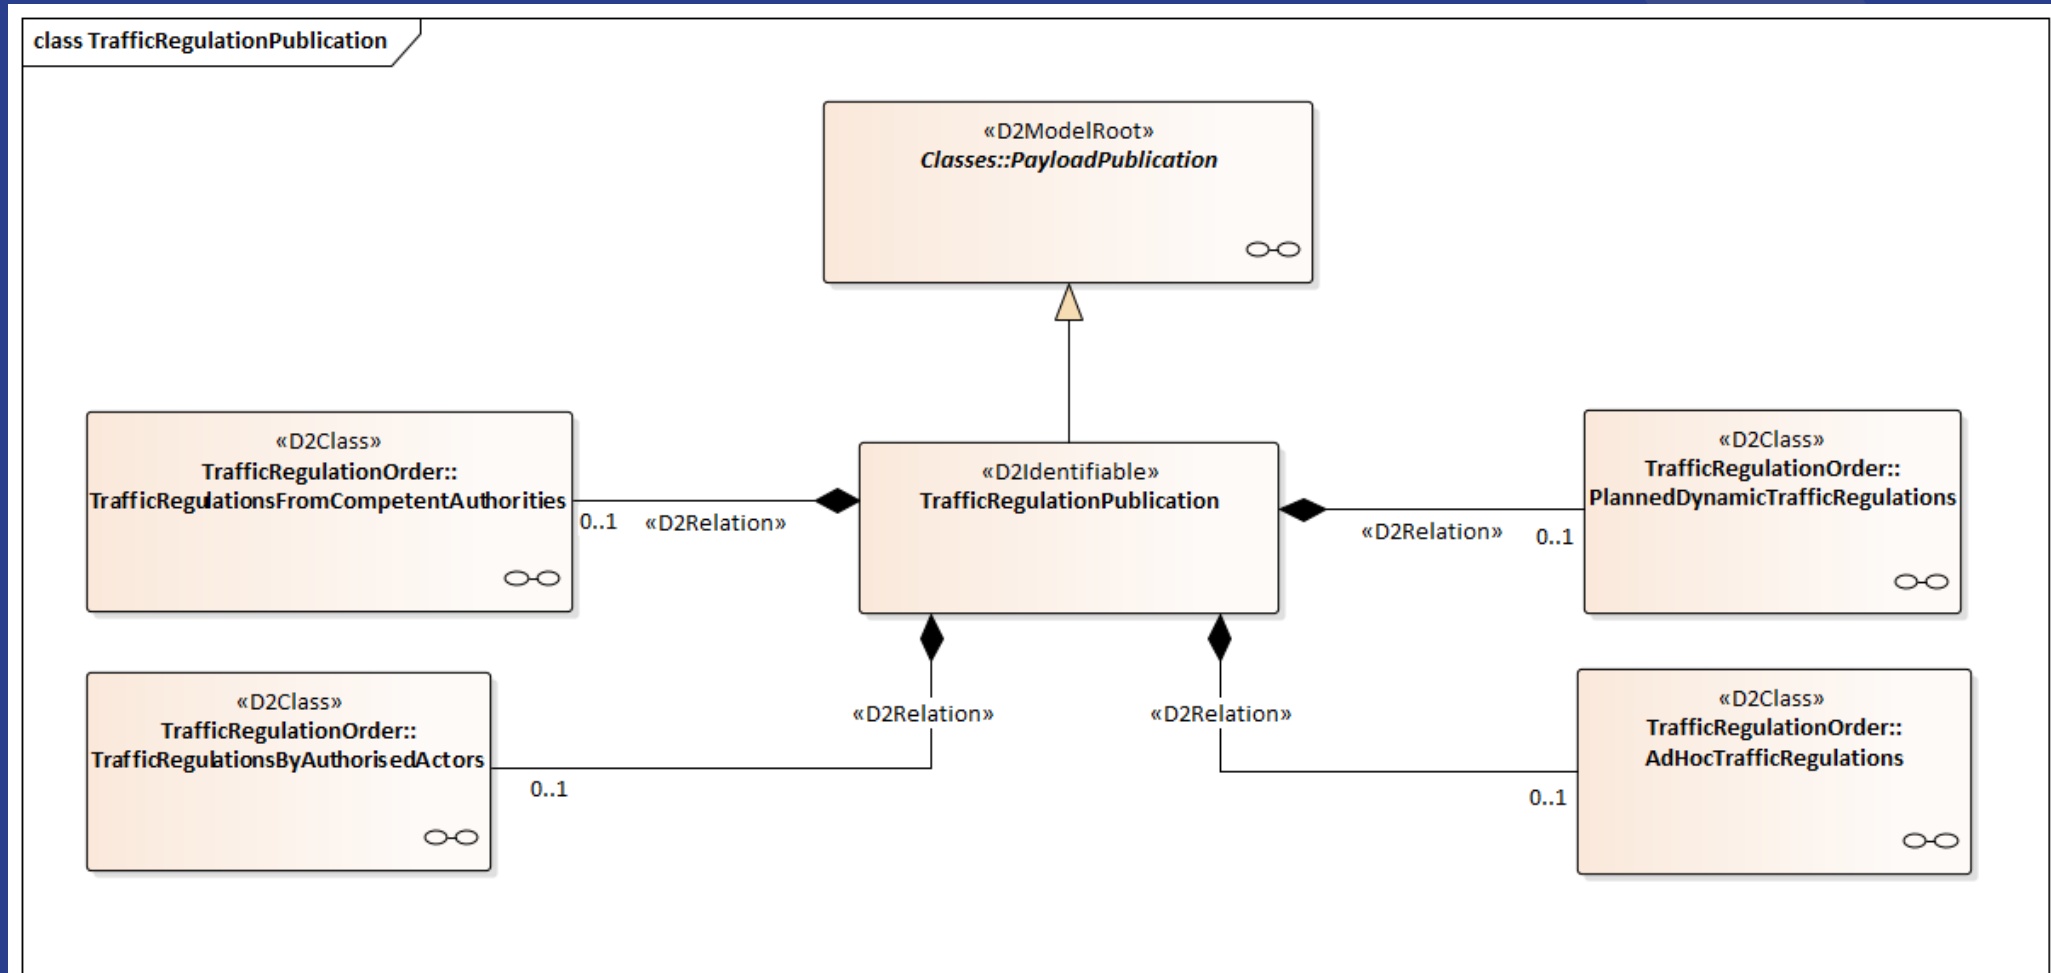 class TrafficRegulationPublication
«D2ModelRoot»
Classes::PayloadPublication
«D2Class»
TrafficRegulationOrder::
TrafficRegulationsFromCompetentAuthorities
0..1
«D2Relation»
«D2Identifiable»
TrafficRegulationPublication
«D2Relation»
0..1
«D2Class»
TrafficRegulationOrder::
PlannedDynamicTrafficRegulations
«D2Class»
TrafficRegulationOrder::
TrafficRegulationsByAuthorisedActors
0..1
«D2Relation»
«D2Relation»
0..1
«D2Class»
TrafficRegulationOrder::
AdHocTrafficRegulations